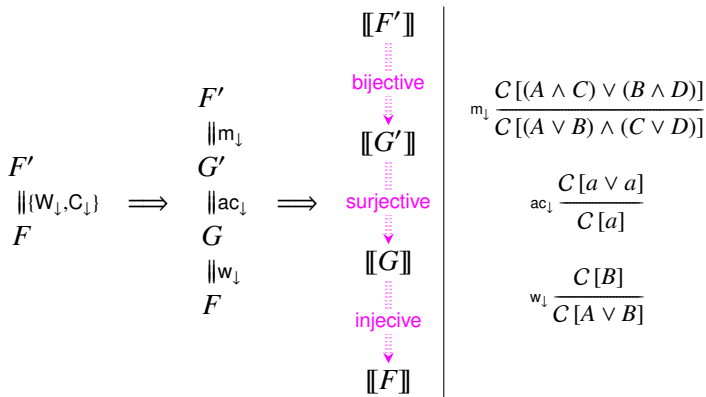 ⟦F′⟧
bijective
F′
m↓ C [(A ∧ C) ∨ (B ∧ D)]
C [(A ∨ B) ∧ (C ∨ D)]
‖m↓
⟦G′⟧
F′
G′
‖{W↓,C↓} ⟹ ‖ac↓ ⟹ surjective
ac↓ C [a ∨ a]
C [a]
F
G
⟦G⟧
‖w↓
w↓ C [B]
C [A ∨ B]
F
injecive
⟦F⟧